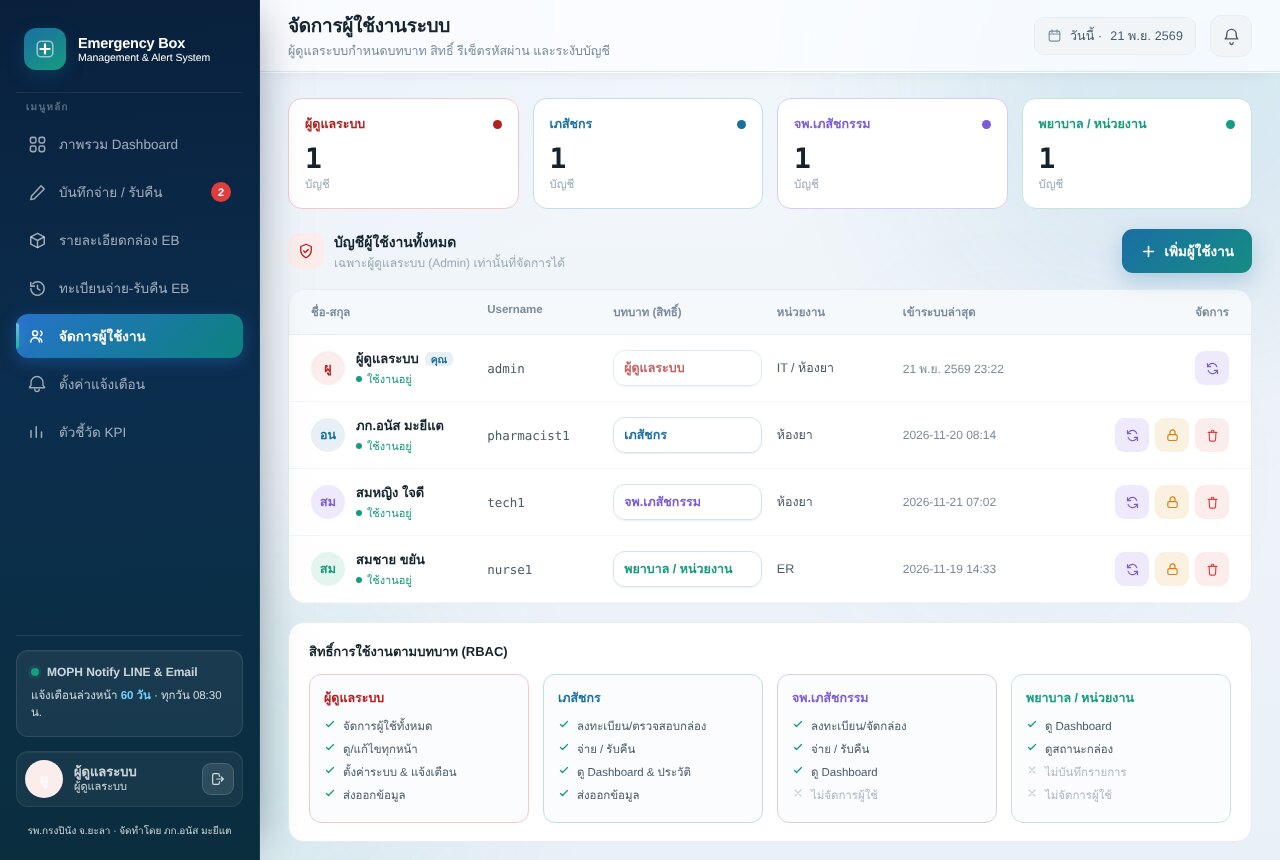 Emergency Box
Management & Alert System
เมนูหลัก
ภาพรวม Dashboard
บันทึกจ่าย / รับคืน
2
รายละเอียดกล่อง EB
ทะเบียนจ่าย-รับคืน EB
จัดการผู้ใช้งาน
ตั้งค่าแจ้งเตือน
ตัวชี้วัด KPI
MOPH Notify LINE & Email
แจ้งเตือนล่วงหน้า 60 วัน · ทุกวัน 08:30
น.
ผู้ดูแลระบบ
ผู้ดูแลระบบ
รพ.กรงปินัง จ.ยะลา · จัดทำโดย ภก.อนัส มะยีแต
จัดการผู้ใช้งานระบบ
ผู้ดูแลระบบกำหนดบทบาท สิทธิ์ รีเซ็ตรหัสผ่าน และระงับบัญชี
วันนี้ · 21 พ.ย. 2569
ผู้ดูแลระบบ
1
บัญชี
เภสัชกร
1
บัญชี
จพ.เภสัชกรรม
1
บัญชี
พยาบาล / หน่วยงาน
1
บัญชี
บัญชีผู้ใช้งานทั้งหมด
เฉพาะผู้ดูแลระบบ (Admin) เท่านั้นที่จัดการได้
เพิ่มผู้ใช้งาน
ชื่อ-สกุล Username บทบาท (สิทธิ์) หน่วยงาน เข้าระบบล่าสุด จัดการ
ผู้ ผู้ดูแลระบบ คุณ admin ผู้ดูแลระบบ IT / ห้องยา 21 พ.ย. 2569 23:22
ใช้งานอยู่
อน ภก.อนัส มะยีแต pharmacist1 เภสัชกร ห้องยา 2026-11-20 08:14
ใช้งานอยู่
สม สมหญิง ใจดี tech1 จพ.เภสัชกรรม ห้องยา 2026-11-21 07:02
ใช้งานอยู่
สม สมชาย ขยัน nurse1 พยาบาล / หน่วยงาน ER 2026-11-19 14:33
ใช้งานอยู่
สิทธิ์การใช้งานตามบทบาท (RBAC)
ผู้ดูแลระบบ
จัดการผู้ใช้ทั้งหมด
ดู/แก้ไขทุกหน้า
ตั้งค่าระบบ & แจ้งเตือน
ส่งออกข้อมูล
เภสัชกร
ลงทะเบียน/ตรวจสอบกล่อง
จ่าย / รับคืน
ดู Dashboard & ประวัติ
ส่งออกข้อมูล
จพ.เภสัชกรรม
ลงทะเบียน/จัดกล่อง
จ่าย / รับคืน
ดู Dashboard
ไม่จัดการผู้ใช้
พยาบาล / หน่วยงาน
ดู Dashboard
ดูสถานะกล่อง
ไม่บันทึกรายการ
ไม่จัดการผู้ใช้